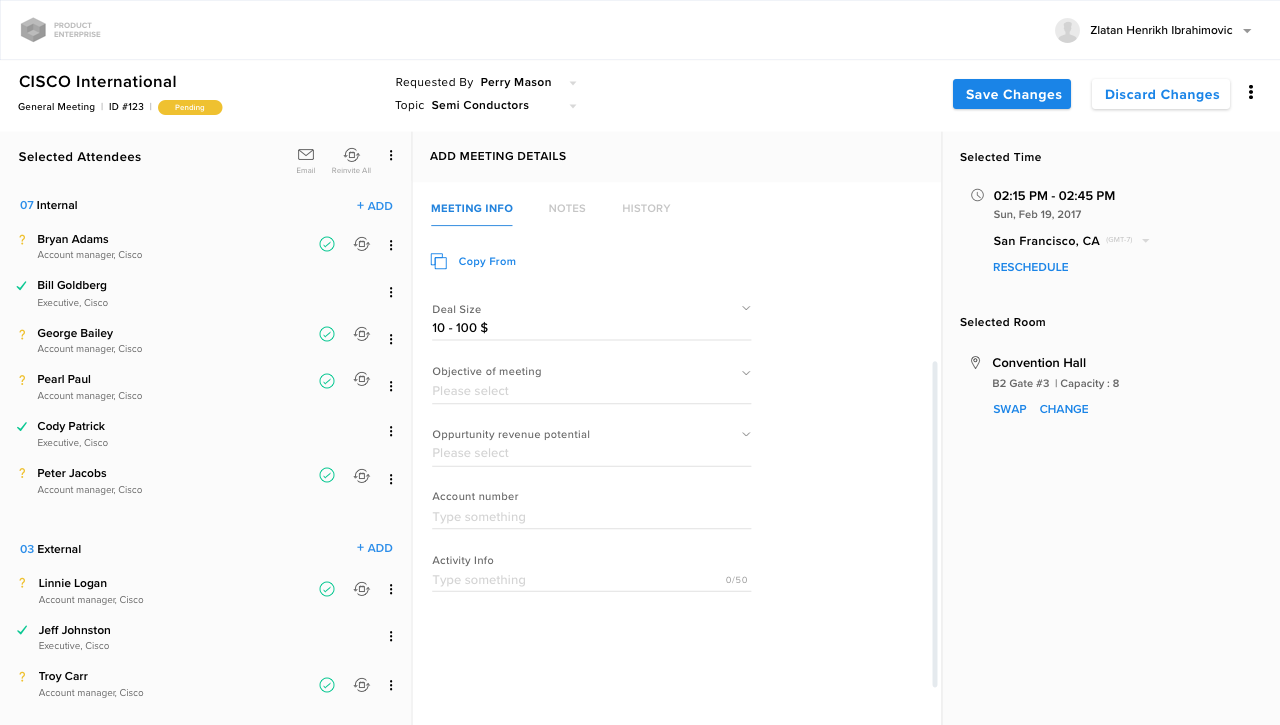 PRODUCT
ENTERPRISE
Zlatan Henrikh Ibrahimovic
CISCO International
General Meeting | ID #123 | Pending
Requested By Perry Mason
Topic Semi Conductors
Save Changes
Discard Changes
Selected Attendees
Email
Reinvite All
07 Internal
+ ADD
? Bryan Adams
Account manager, Cisco
Bill Goldberg
Executive, Cisco
? George Bailey
Account manager, Cisco
? Pearl Paul
Account manager, Cisco
Cody Patrick
Executive, Cisco
? Peter Jacobs
Account manager, Cisco
03 External
+ ADD
? Linnie Logan
Account manager, Cisco
Jeff Johnston
Executive, Cisco
? Troy Carr
Account manager, Cisco
ADD MEETING DETAILS
MEETING INFO
NOTES
HISTORY
Copy From
Deal Size
10 - 100 $
Objective of meeting
Please select
Oppurtunity revenue potential
Please select
Account number
Type something
Activity Info
Type something
0/50
Selected Time
02:15 PM - 02:45 PM
Sun, Feb 19, 2017
San Francisco, CA (GMT-7)
RESCHEDULE
Selected Room
Convention Hall
B2 Gate #3 | Capacity : 8
SWAP CHANGE